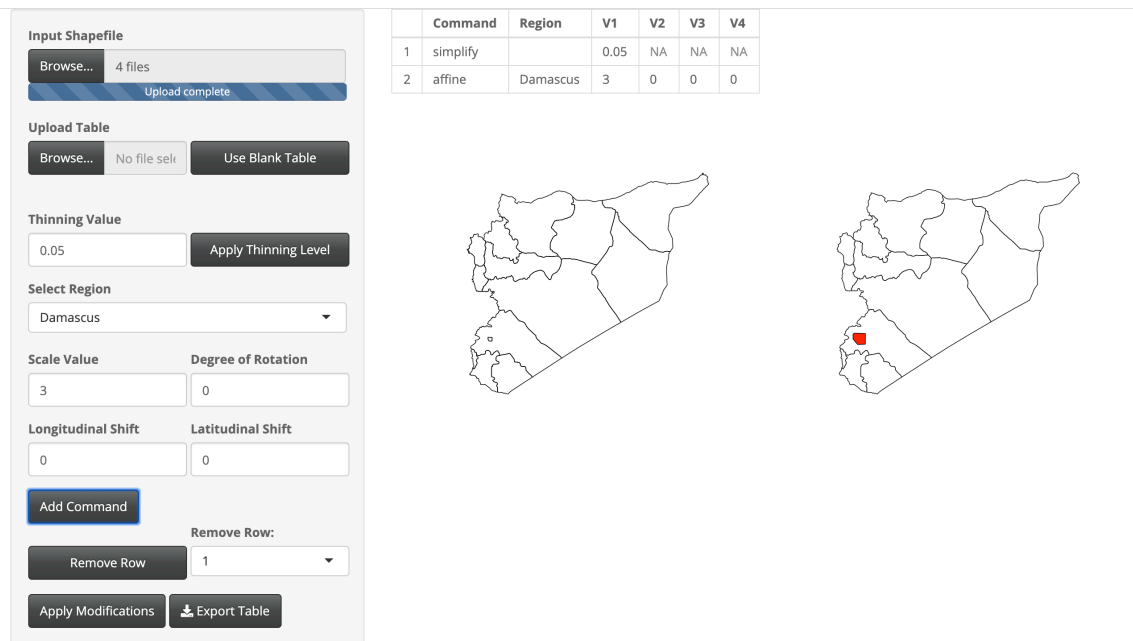 Input Shapefile
Browse... 4 files
Upload complete
Upload Table
Browse... No file sele Use Blank Table
Thinning Value
0.05 Apply Thinning Level
Select Region
Damascus
Scale Value Degree of Rotation
3 0
Longitudinal Shift Latitudinal Shift
0 0
Add Command
Remove Row:
Remove Row 1
Apply Modifications Export Table
Command Region V1 V2 V3 V4
1 simplify 0.05 NA NA NA
2 affine Damascus 3 0 0 0